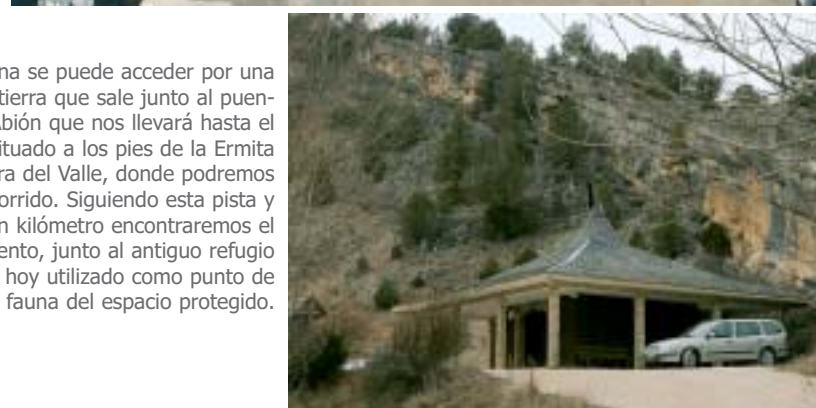 na se puede acceder por una
tierra que sale junto al puen-
Abión que nos llevará hasta el
ituado a los pies de la Ermita
ra del Valle, donde podremos
orrido. Siguiendo esta pista y
n kilómetro encontraremos el
ento, junto al antiguo refugio
hoy utilizado como punto de
fauna del espacio protegido.